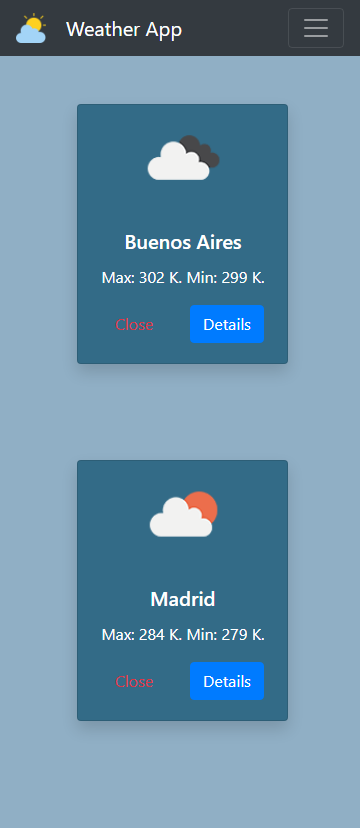 Weather App
Buenos Aires
Max: 302 K. Min: 299 K.
Close Details
Madrid
Max: 284 K. Min: 279 K.
Close Details